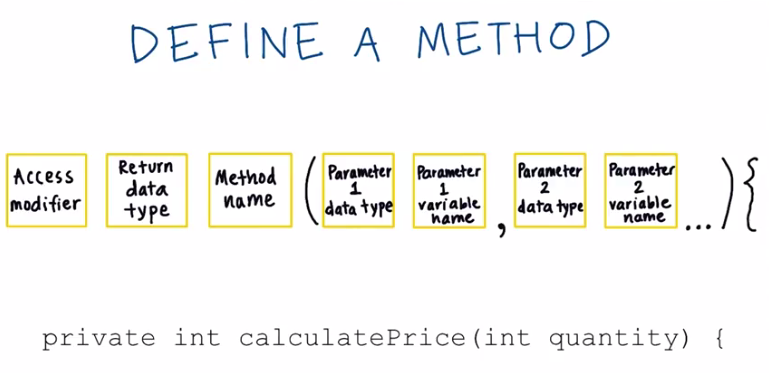 DEFINE A METHOD
Access modifier Return data type Method name (Parameter 1 data type Parameter 1 variable name , Parameter 2 data type Parameter 2 variable name ...){
private int calculatePrice(int quantity) {